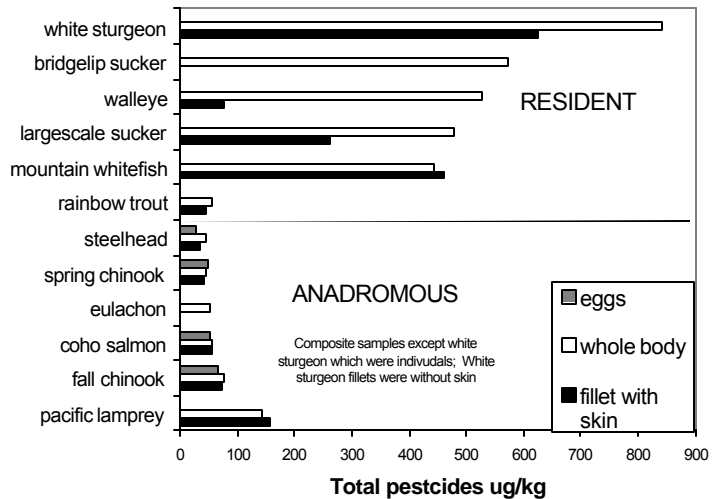 white sturgeon
bridgelip sucker
walleye
RESIDENT
largescale sucker
mountain whitefish
rainbow trout
steelhead
spring chinook
ANADROMOUS
eulachon
coho salmon
fall chinook
pacific lamprey
Composite samples except white
sturgeon which were indivudals; White
sturgeon fillets were without skin
eggs
whole body
fillet with
skin
0 100 200 300 400 500 600 700 800 900
Total pestcides ug/kg